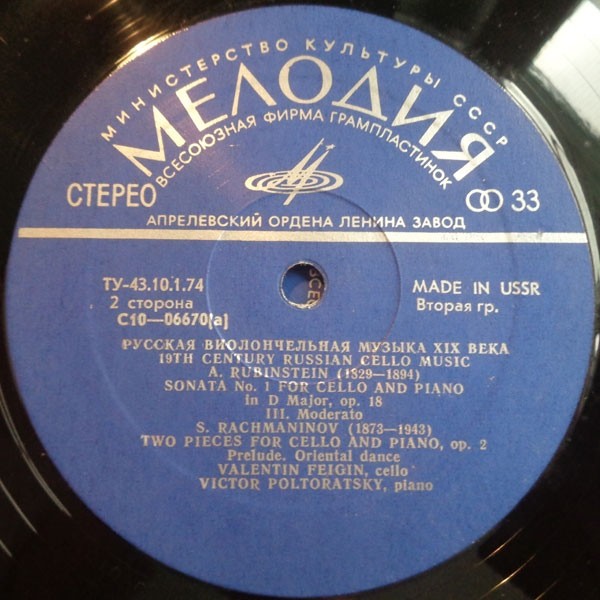 МИНИСТЕРСТВО КУЛЬТУРЫ СССР
МЕЛОДИЯ
ВСЕСОЮЗНАЯ ФИРМА ГРАМПЛАСТИНОК
СТЕРЕО
33
АПРЕЛЕВСКИЙ ОРДЕНА ЛЕНИНА ЗАВОД
ТУ-43.10.1.74
MADE IN USSR
2 сторона
Вторая гр.
С10—06670[а]
РУССКАЯ ВИОЛОНЧЕЛЬНАЯ МУЗЫКА XIX ВЕКА
19TH CENTURY RUSSIAN CELLO MUSIC
A. RUBINSTEIN (1829—1894)
SONATA No. 1 FOR CELLO AND PIANO
in D Major, op. 18
III. Moderato
S. RACHMANINOV (1873—1943)
TWO PIECES FOR CELLO AND PIANO, op. 2
Prelude. Oriental dance
VALENTIN FEIGIN, cello
VICTOR POLTORATSKY, piano